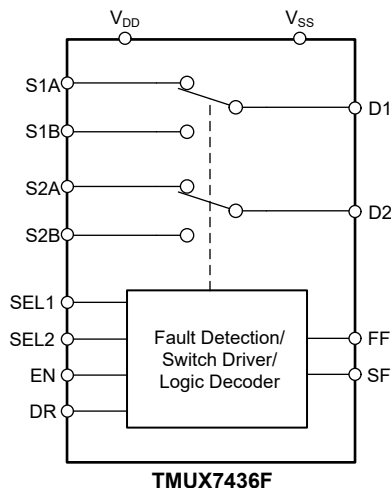 VDD
VSS
S1A
D1
S1B
S2A
D2
S2B
SEL1
SEL2
EN
DR
Fault Detection/
Switch Driver/
Logic Decoder
FF
SF
TMUX7436F